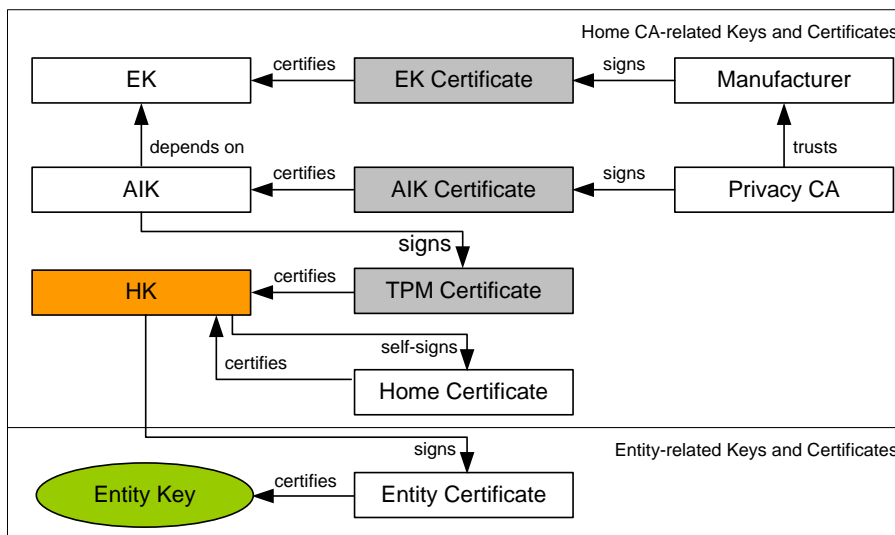 Home CA-related Keys and Certificates
EK
certifies
EK Certificate
signs
Manufacturer
depends on
trusts
AIK
certifies
AIK Certificate
signs
Privacy CA
signs
HK
certifies
TPM Certificate
self-signs
certifies
Home Certificate
signs
Entity-related Keys and Certificates
Entity Key
certifies
Entity Certificate